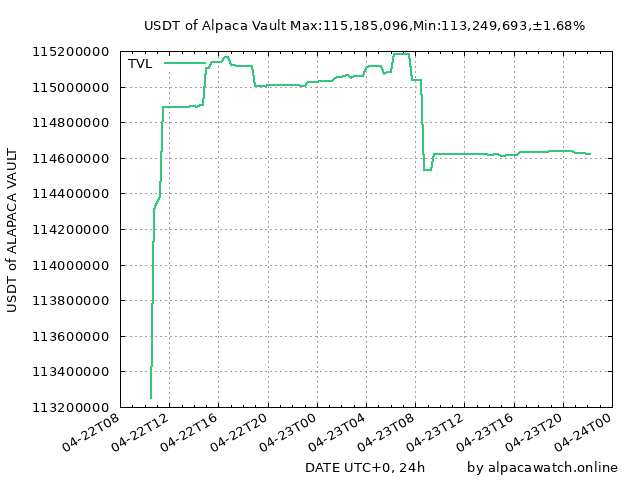 USDT of Alpaca Vault Max:115,185,096,Min:113,249,693,±1.68%
TVL
115200000
115000000
114800000
114600000
114400000
114200000
114000000
113800000
113600000
113400000
113200000
USDT of ALAPACA VAULT
04-22T08
04-22T12
04-22T16
04-22T20
04-23T00
04-23T04
04-23T08
04-23T12
04-23T16
04-23T20
04-24T00
DATE UTC+0, 24h
by alpacawatch.online